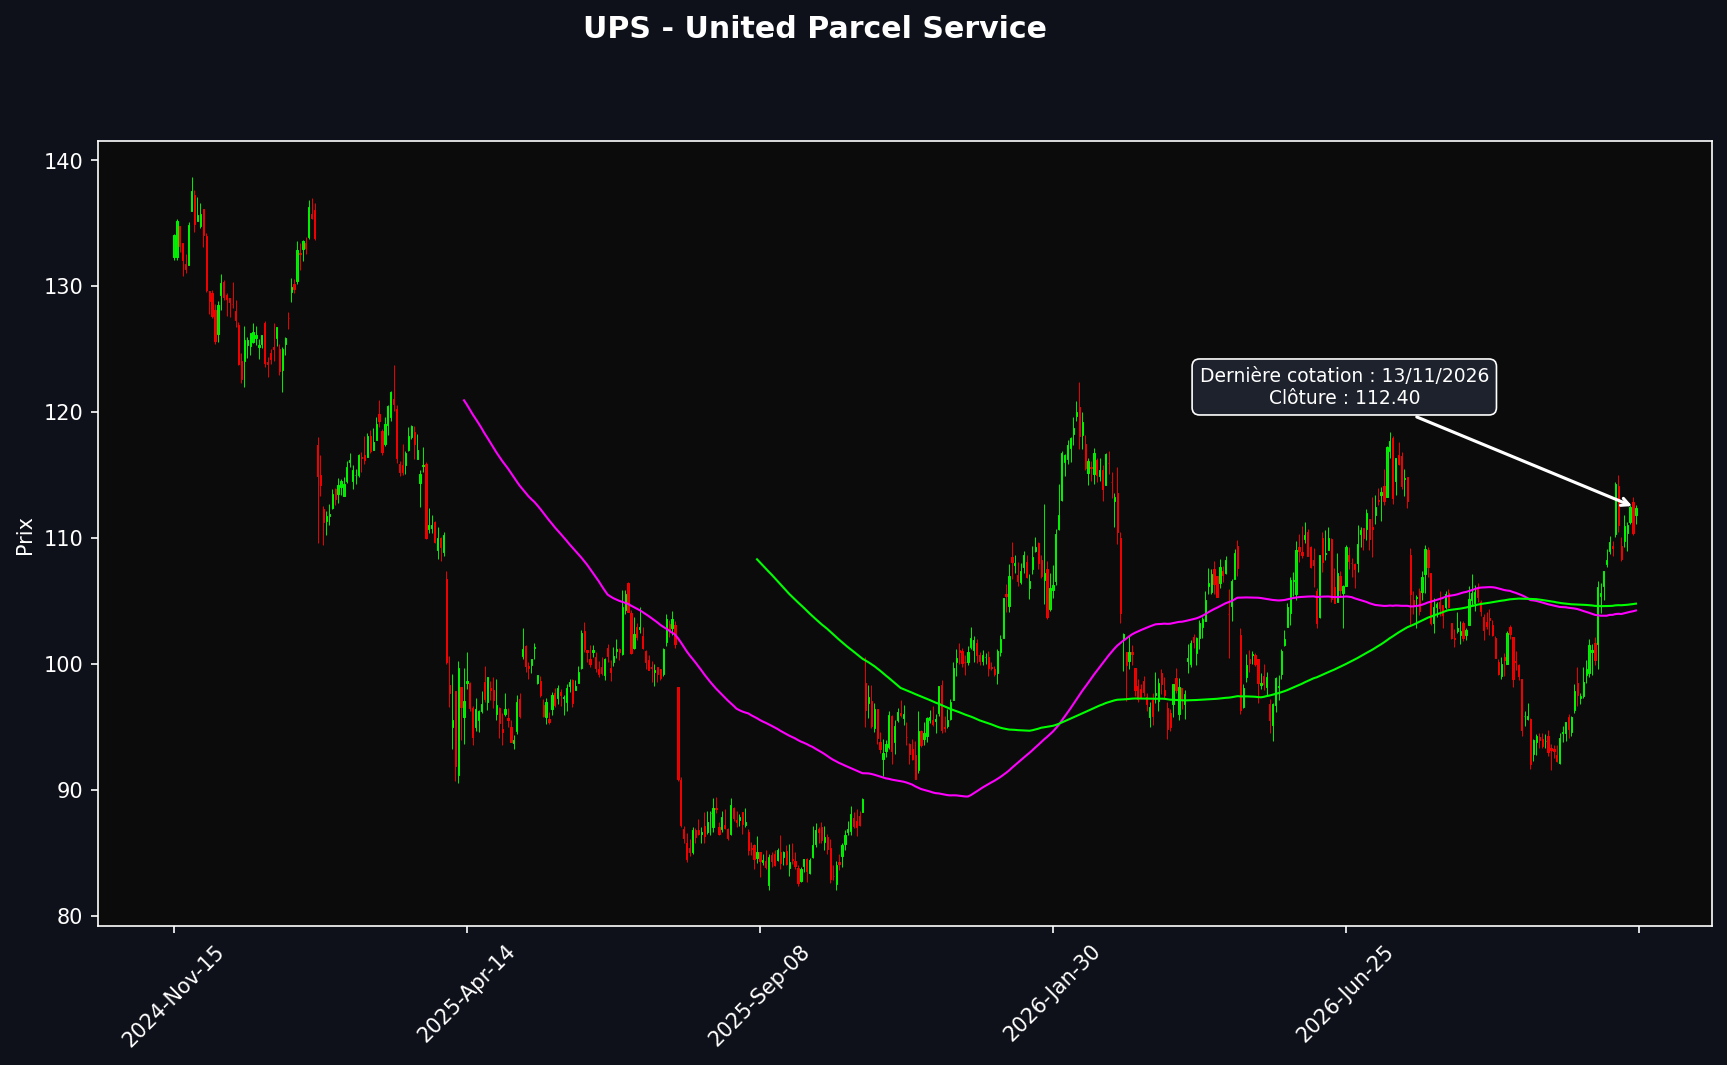 UPS - United Parcel Service
140
130
120
110
100
90
80
Prix
Dernière cotation : 13/11/2026
Clôture : 112.40
2024-Nov-15
2025-Apr-14
2025-Sep-08
2026-Jan-30
2026-Jun-25